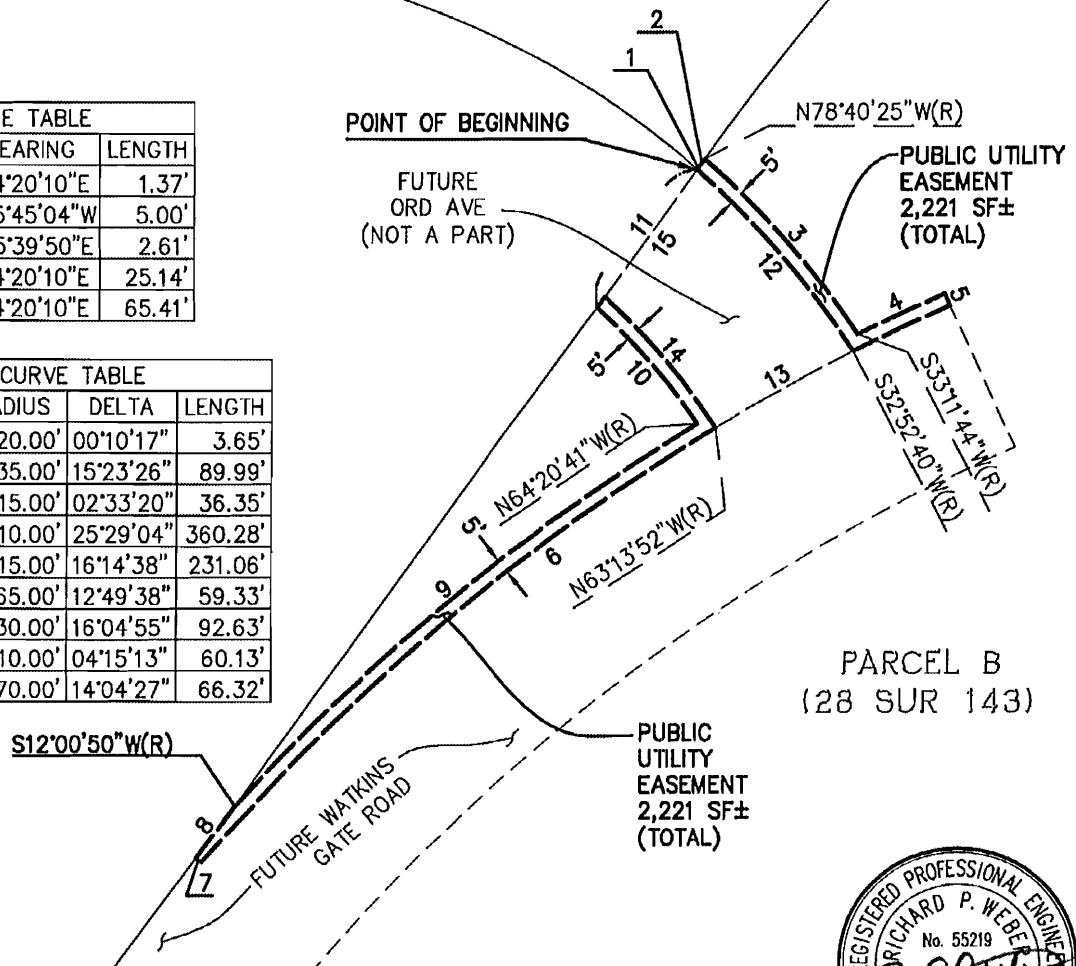 2
1
E TABLE
EARING LENGTH
4°20'10"E 1.37'
5°45'04"W 5.00'
5°39'50"E 2.61'
4°20'10"E 25.14'
4°20'10"E 65.41'
CURVE TABLE
DIUS DELTA LENGTH
20.00' 00°10'17" 3.65'
35.00' 15°23'26" 89.99'
15.00' 02°33'20" 36.35'
10.00' 25°29'04" 360.28'
15.00' 16°14'38" 231.06'
65.00' 12°49'38" 59.33'
30.00' 16°04'55" 92.63'
10.00' 04°15'13" 60.13'
70.00' 14°04'27" 66.32'
POINT OF BEGINNING
N78°40'25"W(R)
FUTURE
ORD AVE
(NOT A PART)
PUBLIC UTILITY
EASEMENT
2,221 SF±
(TOTAL)
5'
3
12
11
15
4
5
13
14
10
5'
S33°11'44"W(R)
S32°52'40"W(R)
N64°20'41"W(R)
N63°13'52"W(R)
5'
6
9
PARCEL B
(28 SUR 143)
PUBLIC
UTILITY
EASEMENT
2,221 SF±
(TOTAL)
S12°00'50"W(R)
8
7
FUTURE WATKINS
GATE ROAD
REGISTERED PROFESSIONAL ENGINEE
RICHARD P. WEBER
No. 55219